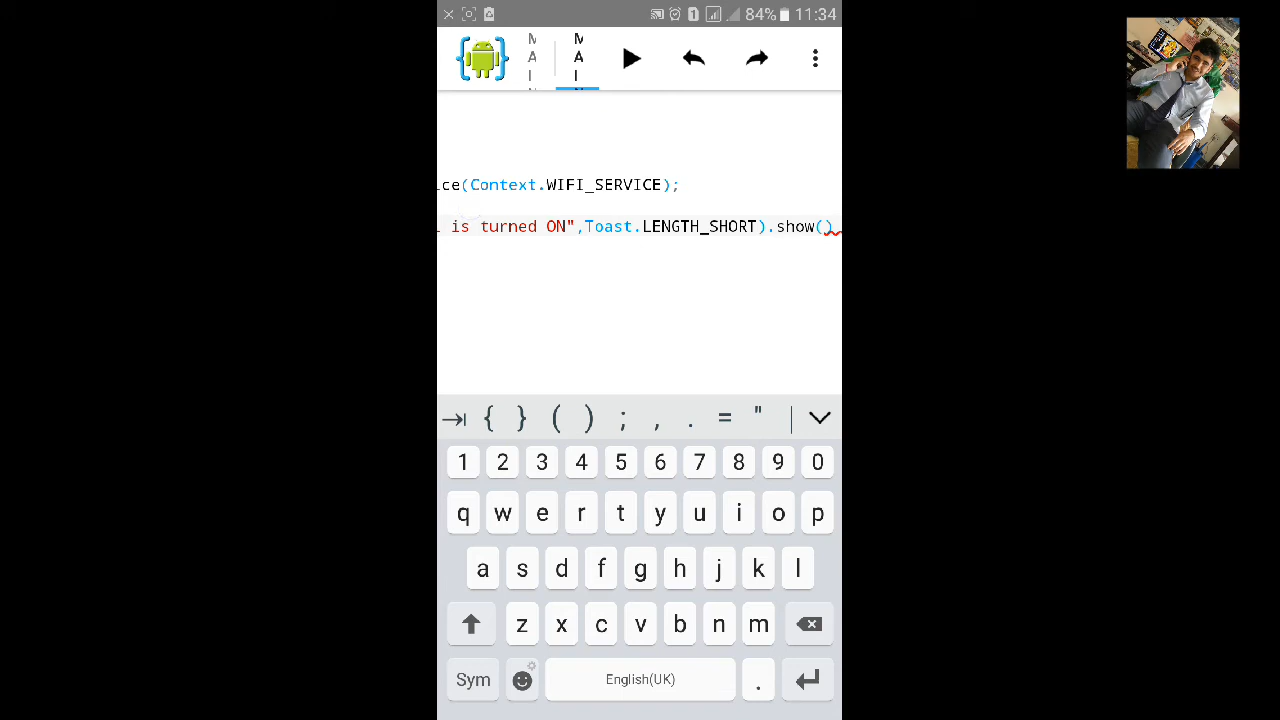 1 84% 11:34
M
A
I
M
A
I
ce(Context.WIFI_SERVICE);
is turned ON",Toast.LENGTH_SHORT).show()
{ } ( ) ; , . = " |
1 2 3 4 5 6 7 8 9 0
q w e r t y u i o p
a s d f g h j k l
z x c v b n m
Sym English(UK) .